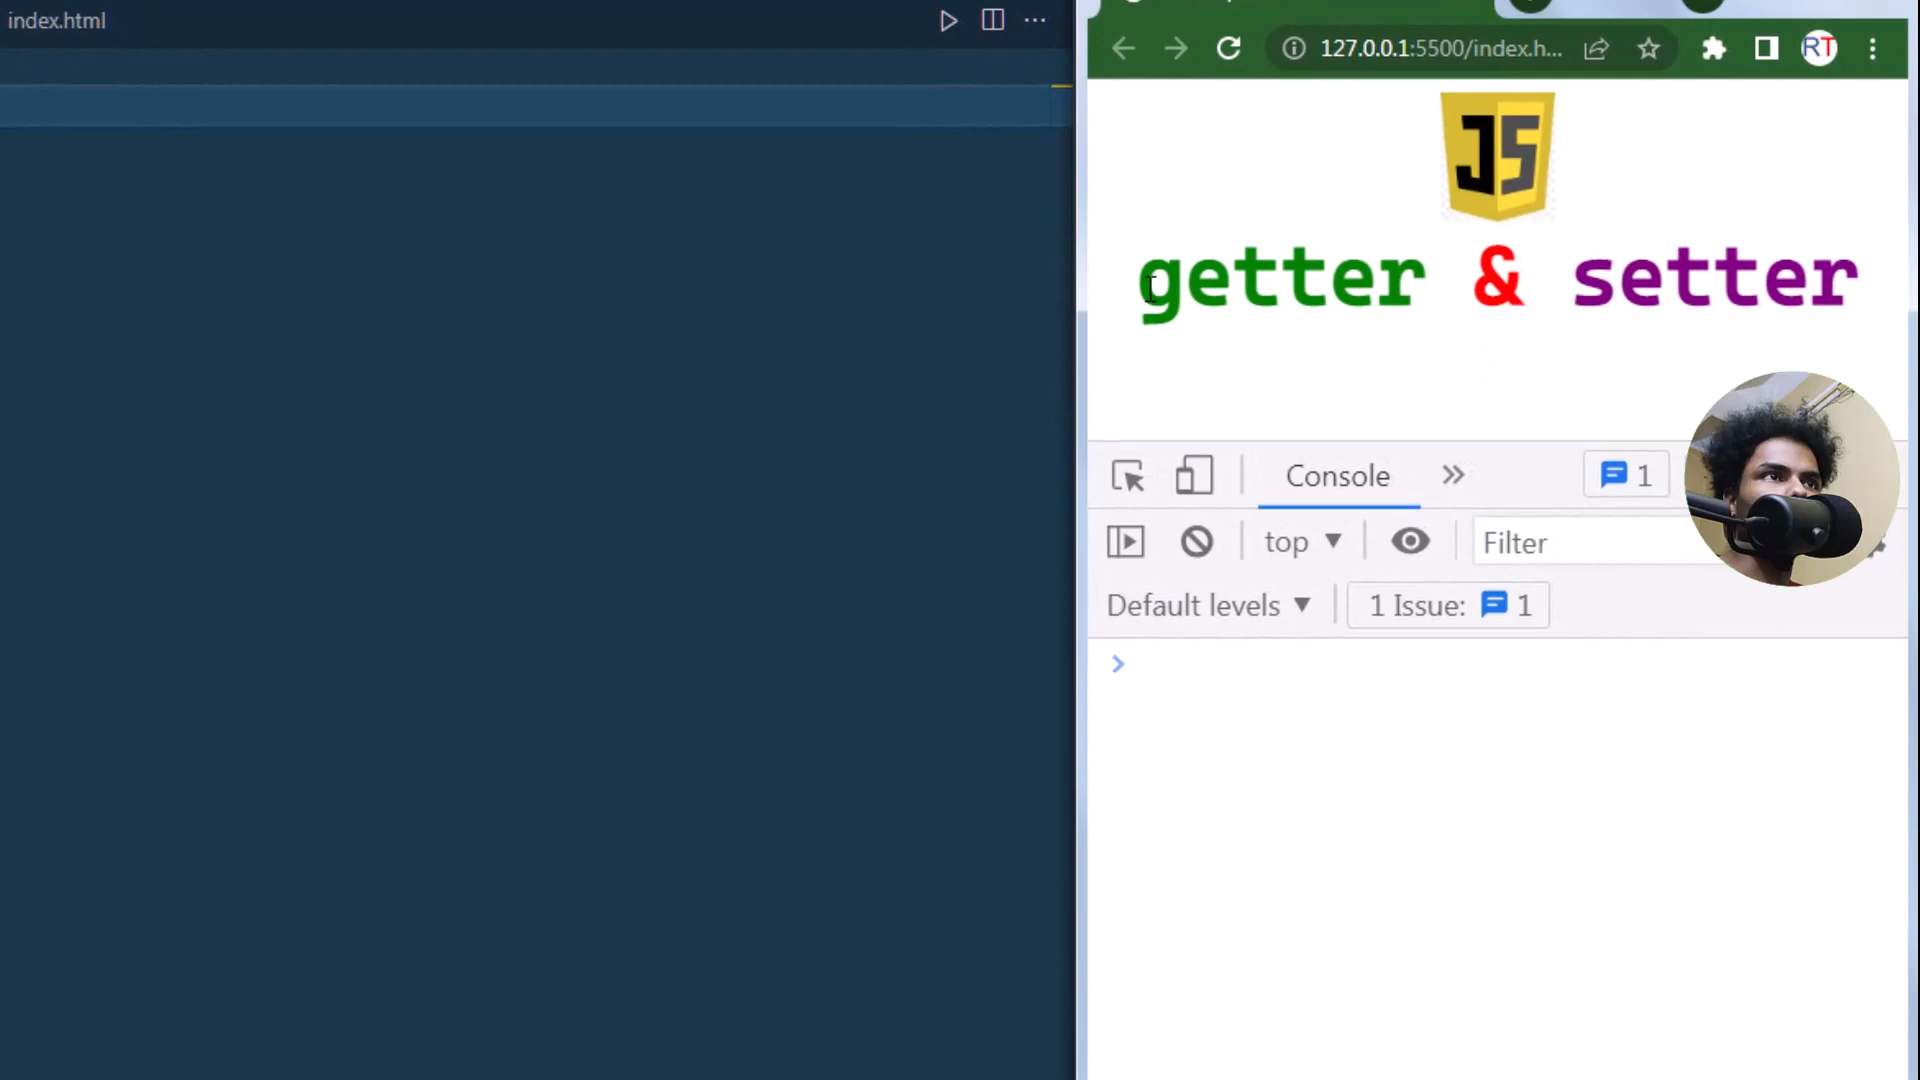 index.html
127.0.0.1:5500/index.h...
RT
JS
getter & setter
Console
1
top
Filter
Default levels
1 Issue: 1